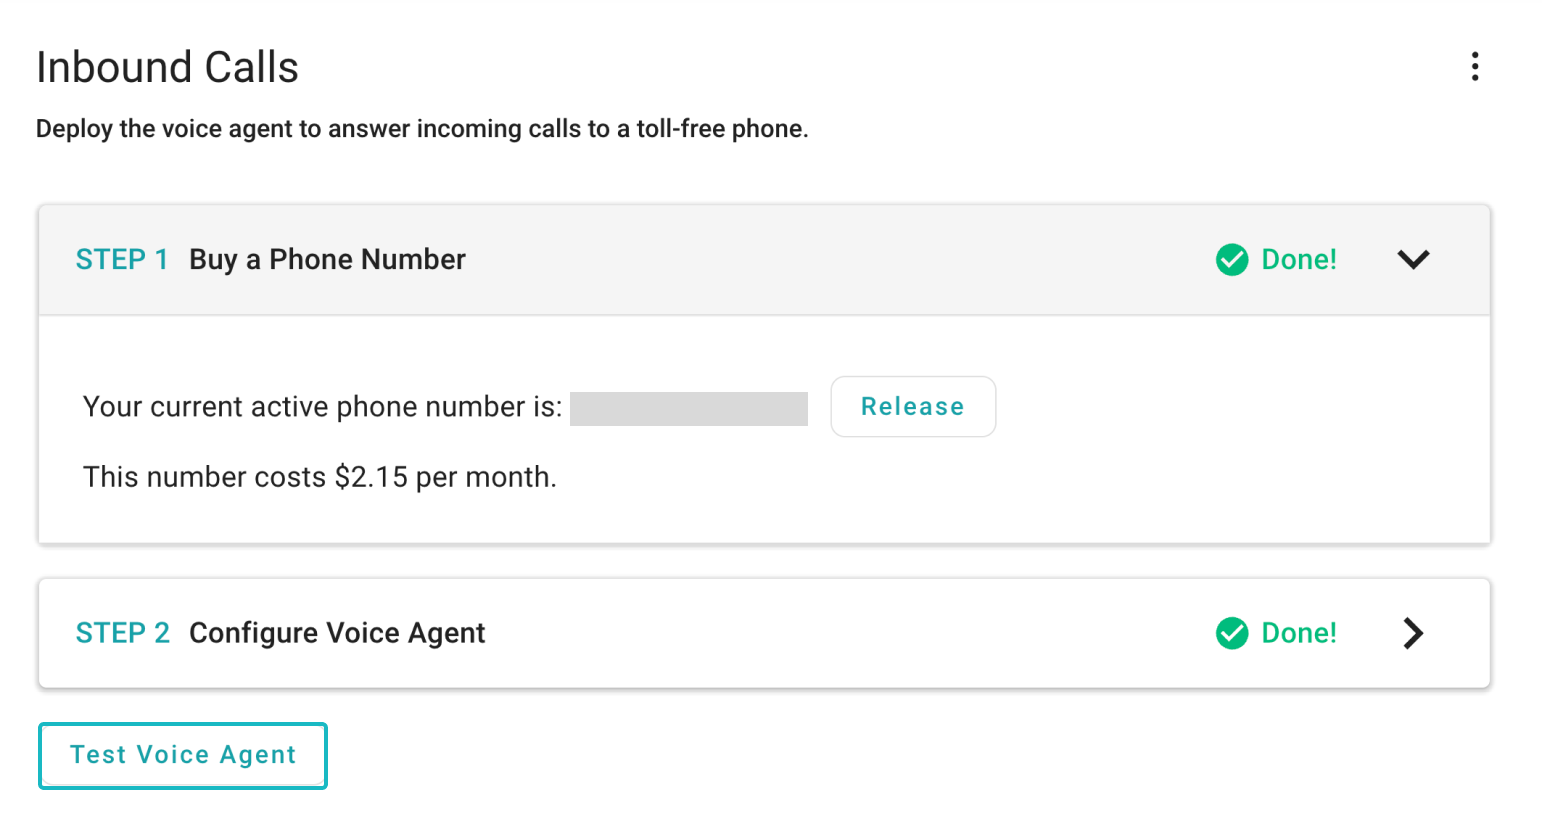 Inbound Calls
Deploy the voice agent to answer incoming calls to a toll-free phone.
STEP 1 Buy a Phone Number Done!
Your current active phone number is: Release
This number costs $2.15 per month.
STEP 2 Configure Voice Agent Done!
Test Voice Agent